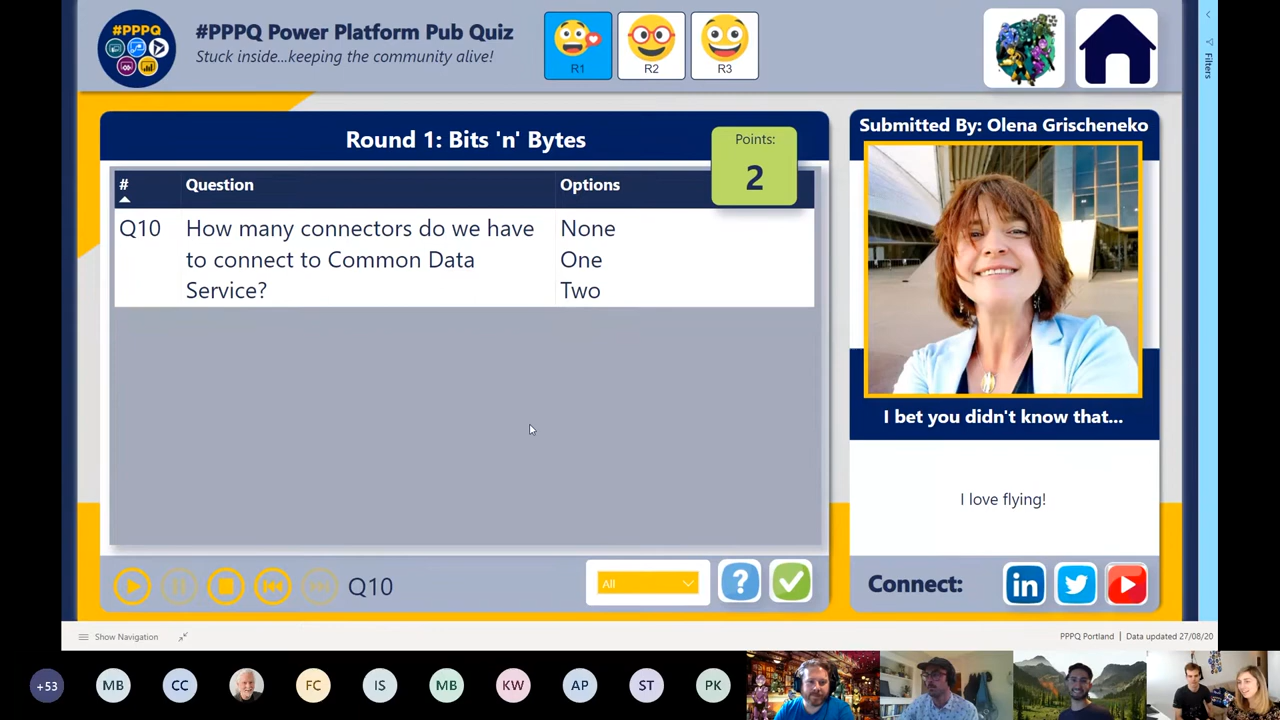 #PPPQ
#PPPQ Power Platform Pub Quiz
Stuck inside...keeping the community alive!
R1
R2
R3
Filters
Round 1: Bits 'n' Bytes
Points:
2
# Question Options
Q10 How many connectors do we have None
to connect to Common Data One
Service? Two
Q10
All
?
Submitted By: Olena Grischeneko
I bet you didn't know that...
I love flying!
Connect:
in
Show Navigation
PPPQ Portland | Data updated 27/08/20
+53 MB CC FC IS MB KW AP ST PK